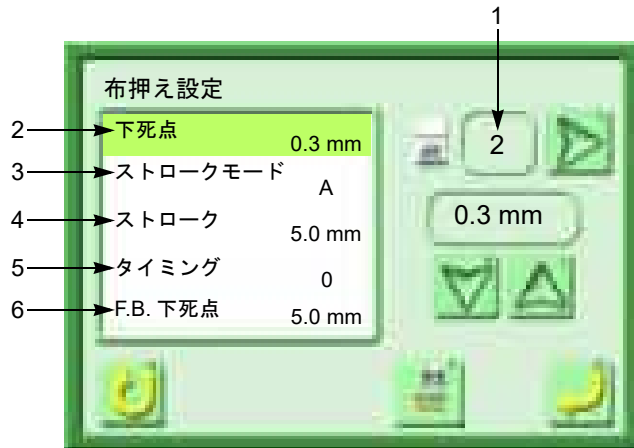 1
布押え設定
2
下死点
0.3 mm
3
ストロークモード
A
4
ストローク
5.0 mm
5
タイミング
0
6
F.B. 下死点
5.0 mm
2
0.3 mm